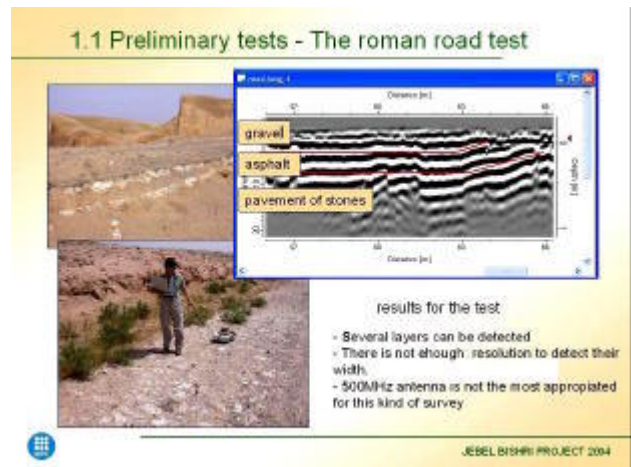 1.1 Preliminary tests - The roman road test
Distance [m]
gravel
asphalt
pavement of stones
Depth [m]
Distance [m]
results for the test
- Several layers can be detected
- There is not enough resolution to detect their
width.
- 500MHz antenna is not the most appropiated
for this kind of survey
JEBEL BISHRI PROJECT 2004